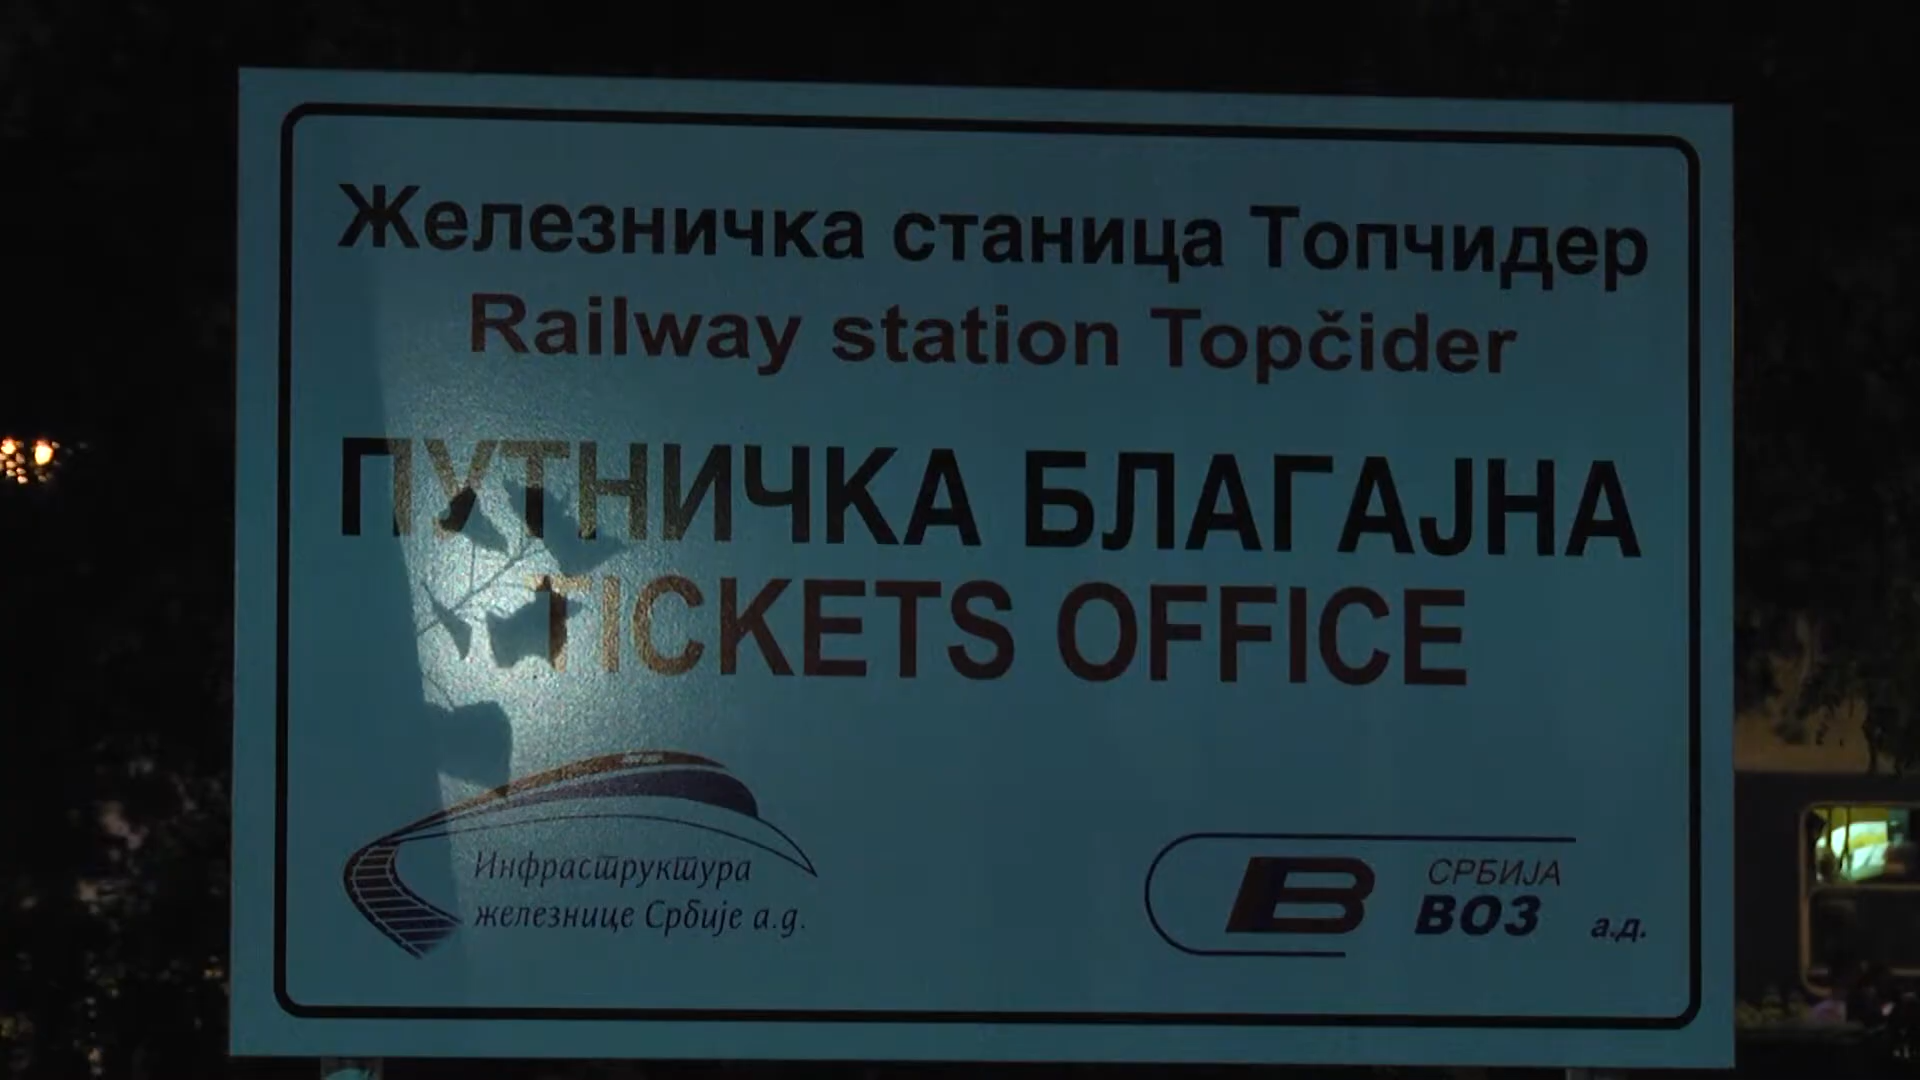 Железничка станица Топчидер
Railway station Topčider
ПУТНИЧКА БЛАГАЈНА
TICKETS OFFICE
Инфраструктура
железнице Србије а.д.
СРБИЈА
ВОЗ а.д.